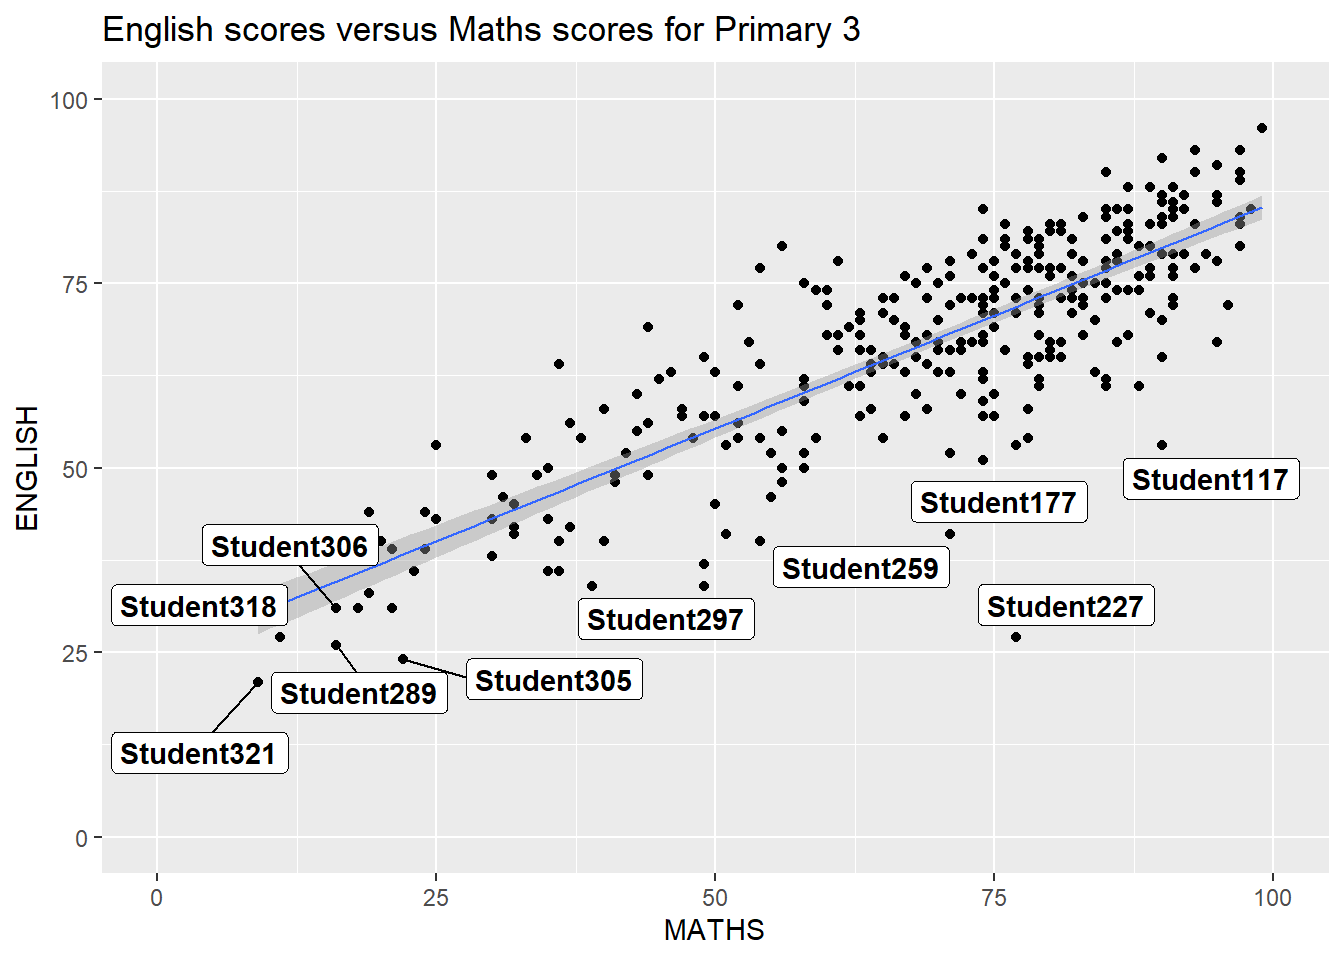 English scores versus Maths scores for Primary 3
ENGLISH
100
75
50
25
0
Student117
Student177
Student306
Student259
Student318
Student227
Student297
Student305
Student289
Student321
0
25
50
75
100
MATHS